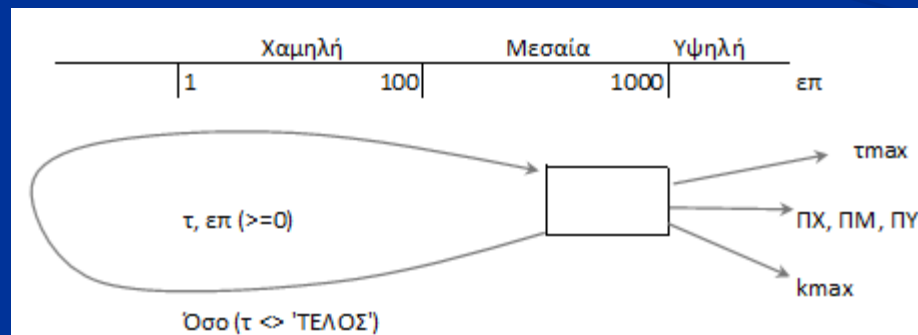 Χαμηλή Μεσαία Υψηλή
1 100 1000 επ
τmax
τ, επ (>=0) ΠΧ, ΠΜ, ΠΥ
kmax
Όσο (τ <> 'ΤΕΛΟΣ')